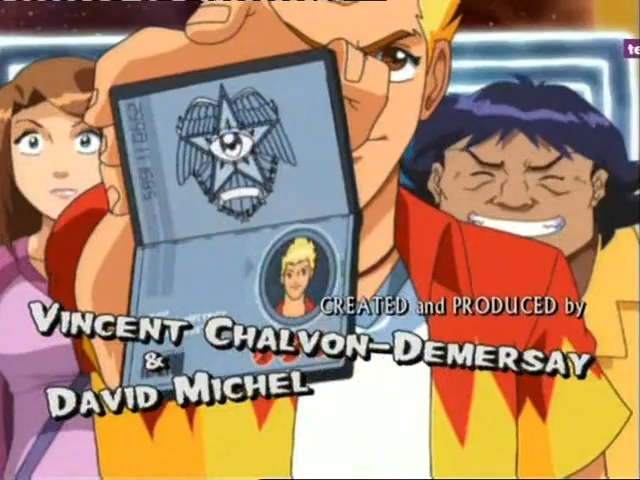 CREATED and PRODUCED by
VINCENT CHALVON-DEMERSAY
&
DAVID MICHEL